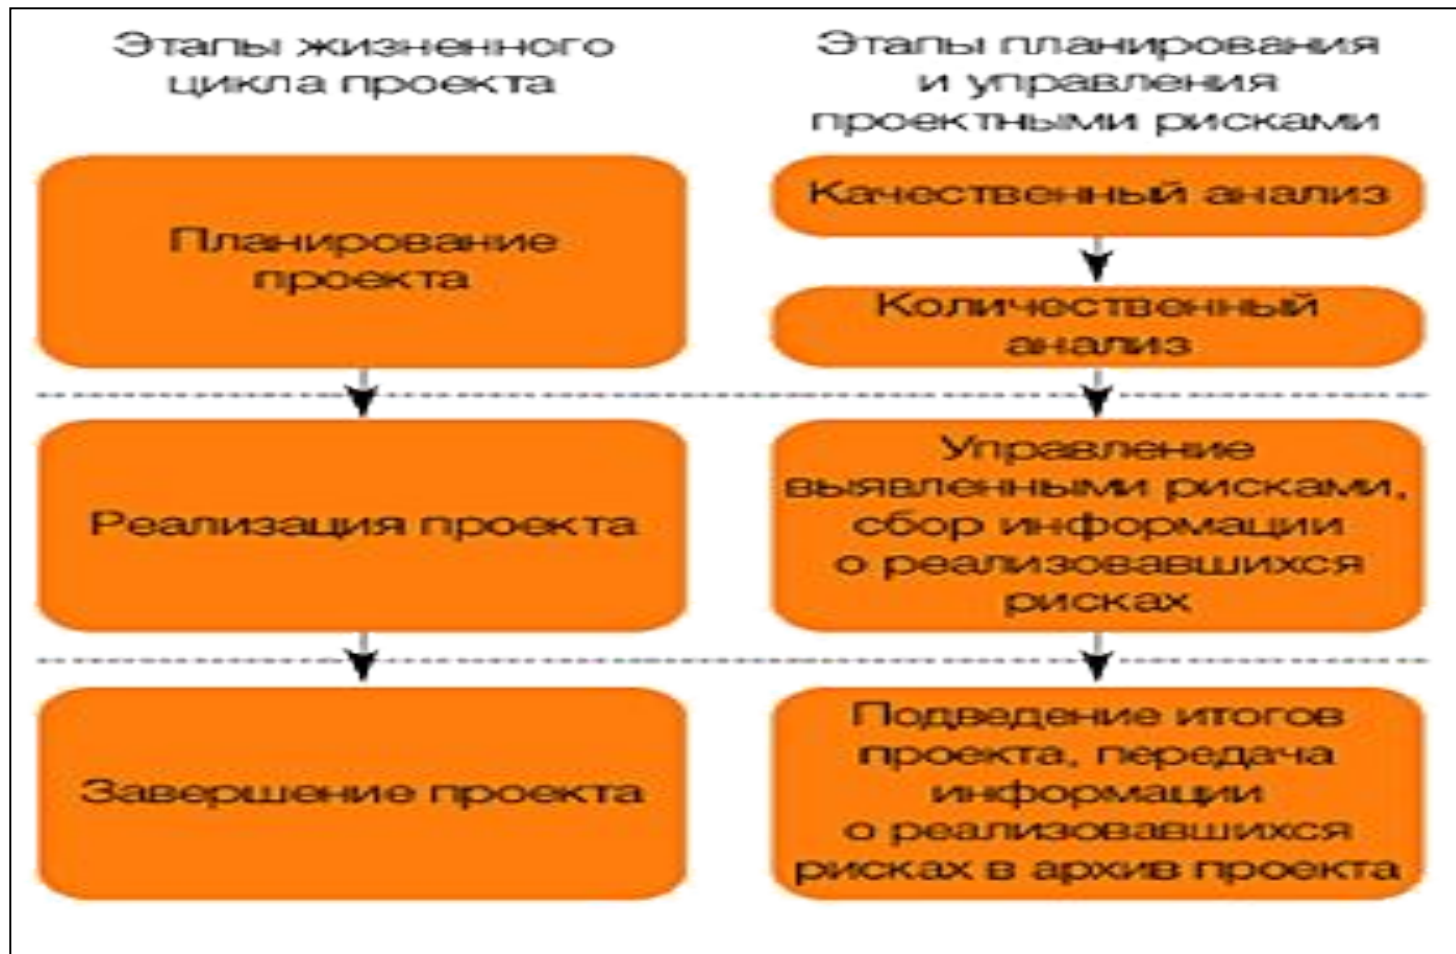 Этапы жизненного
цикла проекта
Этапы планирования
и управления
проектными рисками
Планирование
проекта
Качественный анализ
Количественный
анализ
Реализация проекта
Управление
выявленными рисками,
сбор информации
о реализовавшихся
рисках
Завершение проекта
Подведение итогов
проекта, передача
информации
о реализовавшихся
рисках в архив проекта